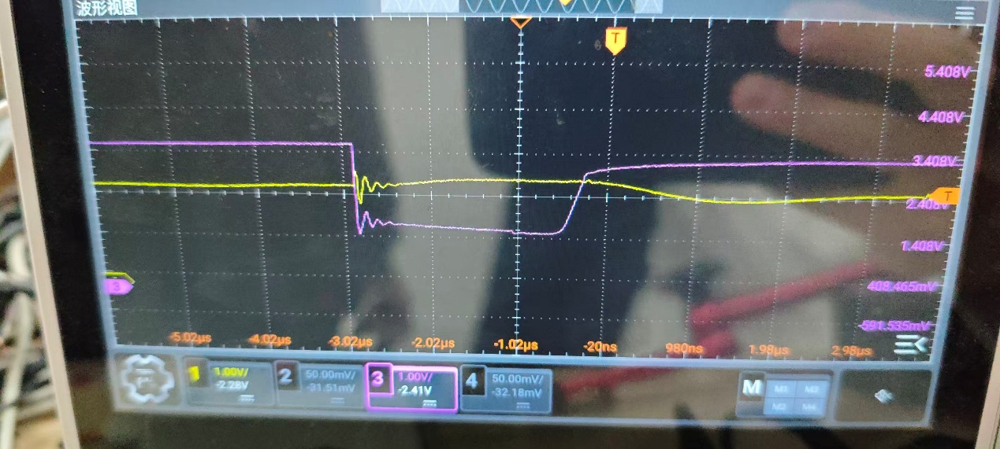 波形视图
T
5.408V
4.408V
3.408V
T
2.408V
1.408V
3
408.465mV
-591.535mV
-5.02μs -4.02μs -3.02μs -2.02μs -1.02μs -20ns 980ns 1.98μs 2.98μs
1 1.00V/ 2 50.00mV/ 3 1.00V/ 4 50.00mV/ M M1 M3
-2.28V -31.51mV -2.41V -32.18mV M2 M4